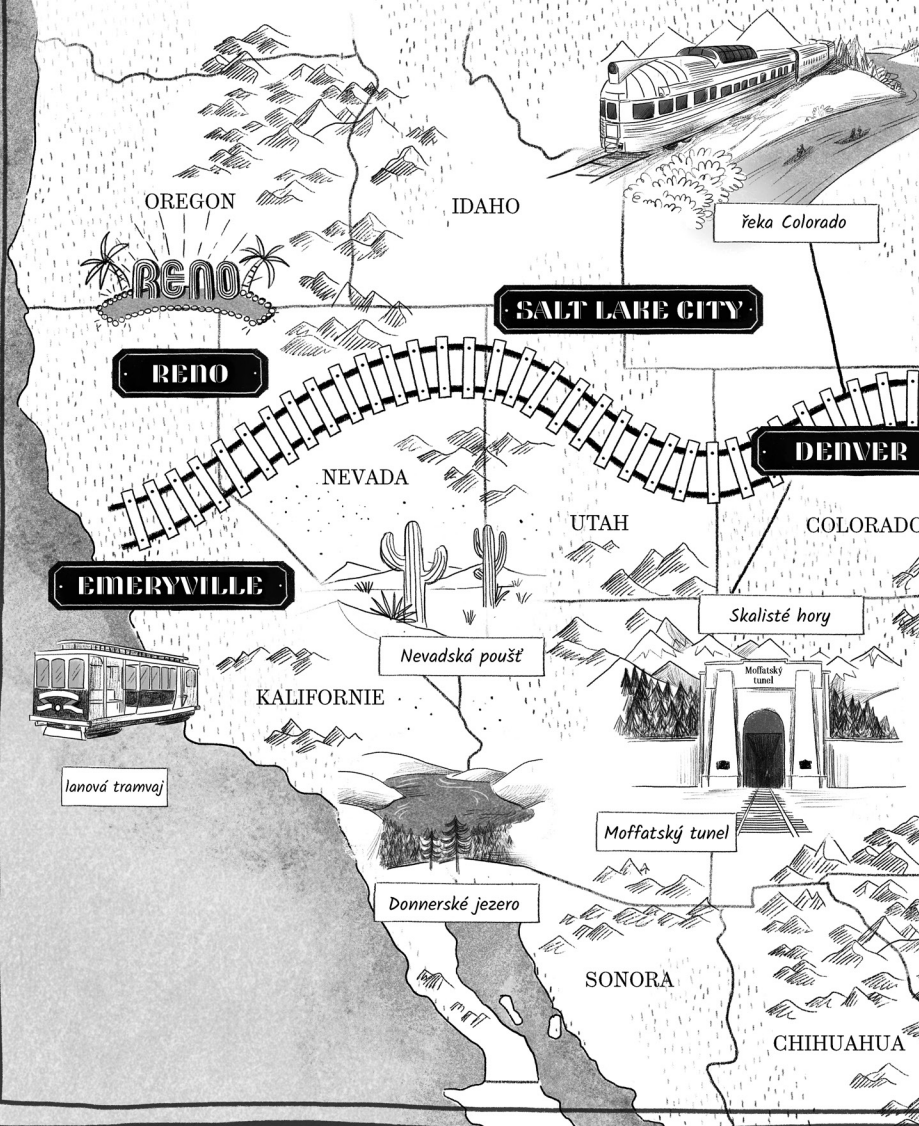 OREGON
IDAHO
řeka Colorado
RENO
SALT LAKE CITY
RENO
DENVER
NEVADA
UTAH
COLORADO
EMERYVILLE
Skalisté hory
Nevadská poušť
Moffatský
tunel
KALIFORNIE
lanová tramvaj
Moffatský tunel
Donnerské jezero
SONORA
CHIHUAHUA